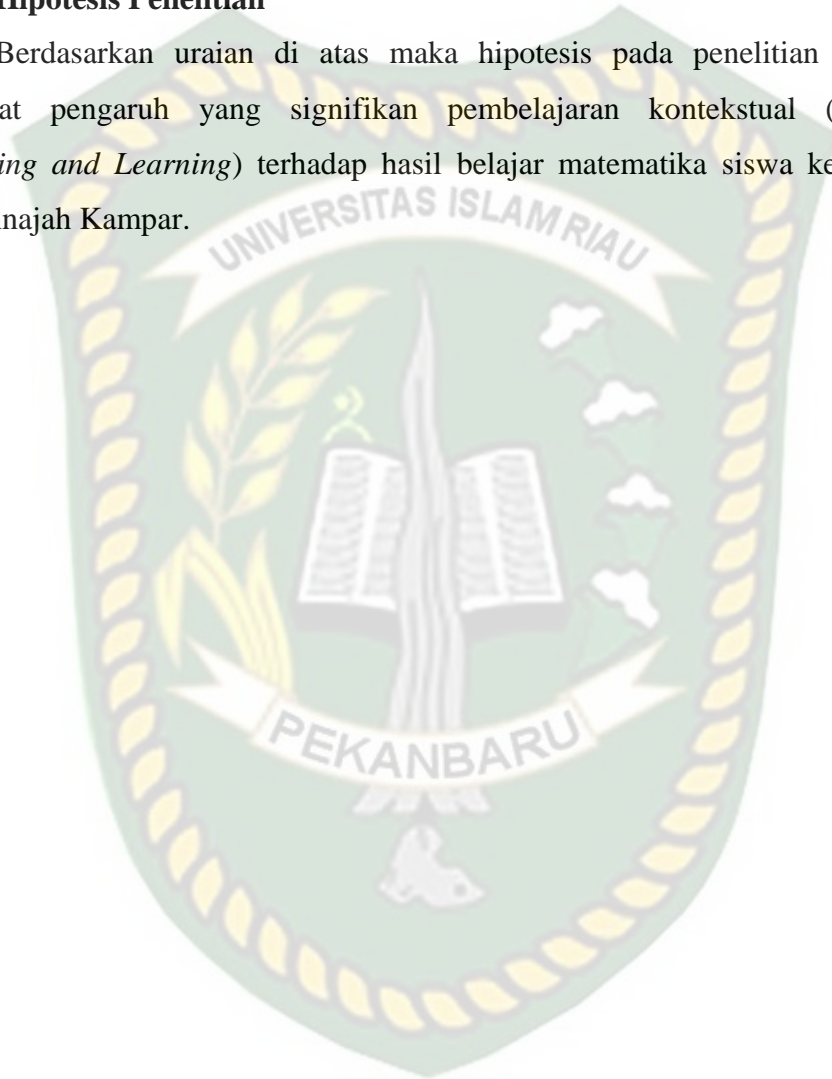 Hipotesis Penelitian
Berdasarkan uraian di atas maka hipotesis pada penelitian
at pengaruh yang signifikan pembelajaran kontekstual (
ing and Learning) terhadap hasil belajar matematika siswa ke
najah Kampar.
UNIVERSITAS ISLAM RIAU
PEKANBARU